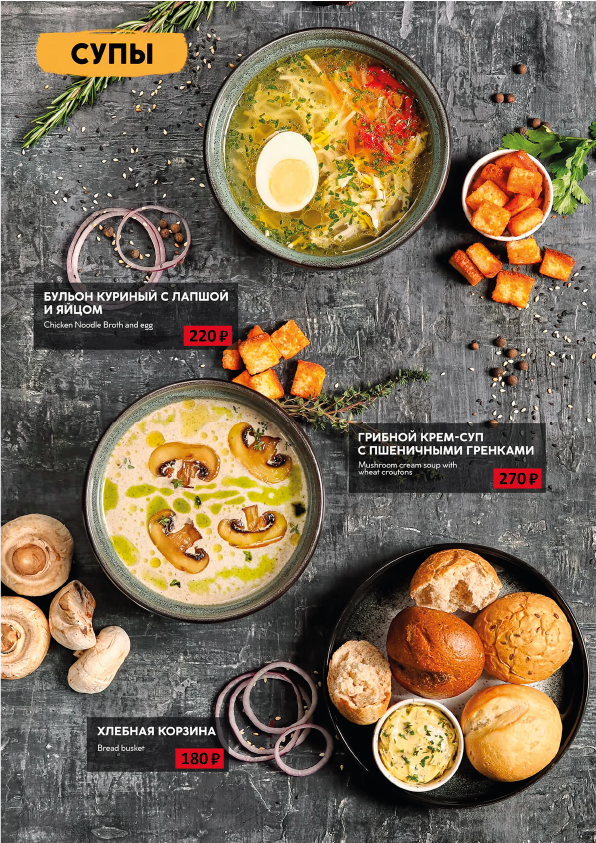 СУПЫ
БУЛЬОН КУРИНЫЙ С ЛАПШОЙ
И ЯЙЦОМ
Chicken Noodle Broth and egg
220 ₽
ГРИБНОЙ КРЕМ-СУП
С ПШЕНИЧНЫМИ ГРЕНКАМИ
Mushroom cream soup with
wheat croutons
270 ₽
ХЛЕБНАЯ КОРЗИНА
Bread busket
180 ₽